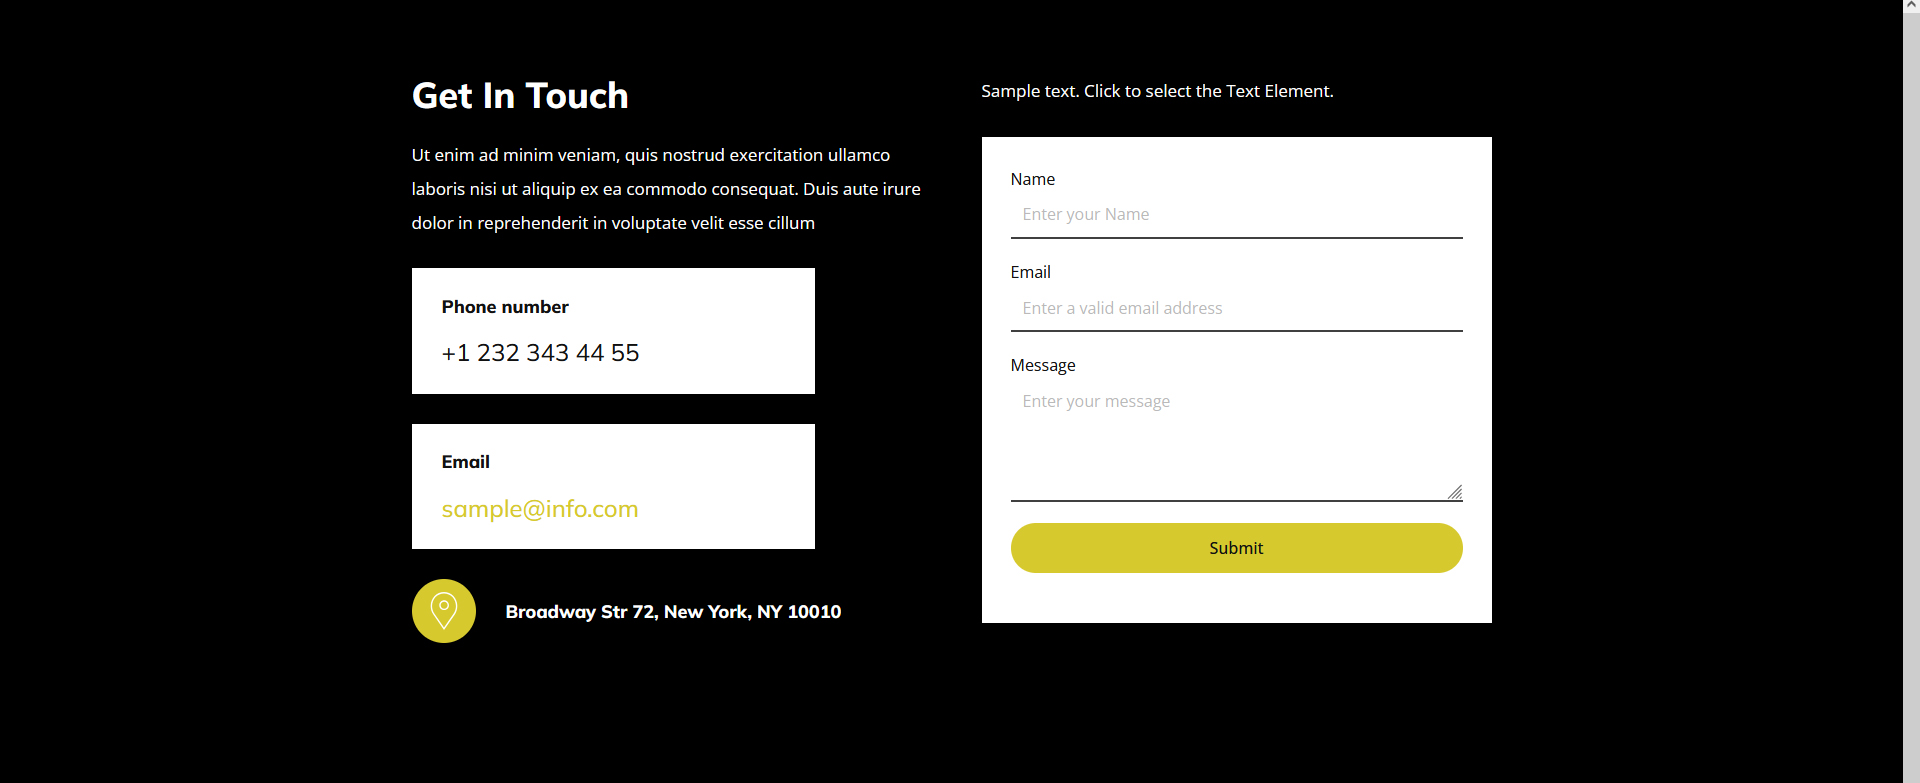 Get In Touch
Ut enim ad minim veniam, quis nostrud exercitation ullamco
laboris nisi ut aliquip ex ea commodo consequat. Duis aute irure
dolor in reprehenderit in voluptate velit esse cillum
Phone number
+1 232 343 44 55
Email
sample@info.com
Broadway Str 72, New York, NY 10010
Sample text. Click to select the Text Element.
Name
Enter your Name
Email
Enter a valid email address
Message
Enter your message
Submit